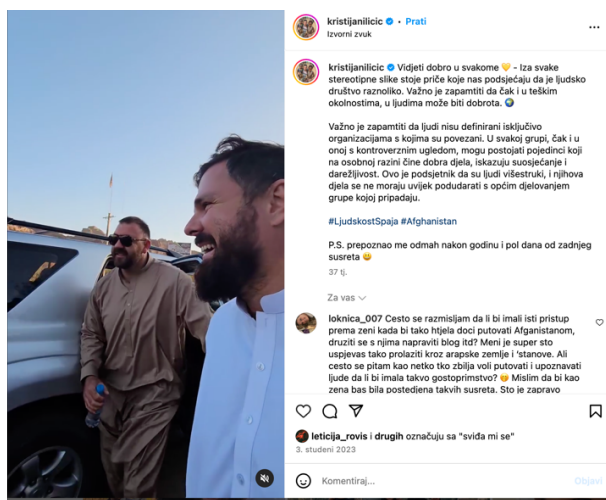 kristijanilicic • Prati
Izvorni zvuk
kristijanilicic Vidjeti dobro u svakome 💛 - Iza svake
stereotipne slike stoje priče koje nas podsjećaju da je ljudsko
društvo raznoliko. Važno je zapamtiti da čak i u teškim
okolnostima, u ljudima može biti dobrota. 🌍
Važno je zapamtiti da ljudi nisu definirani isključivo
organizacijama s kojima su povezani. U svakoj grupi, čak i u
onoj s kontroverznim ugledom, mogu postojati pojedinci koji
na osobnoj razini čine dobra djela, iskazuju suosjećanje i
darežljivost. Ovo je podsjetnik da su ljudi višestruki, i njihova
djela se ne moraju uvijek podudarati s općim djelovanjem
grupe kojoj pripadaju.
#LjudskostSpaja #Afghanistan
P.S. prepoznao me odmah nakon godinu i pol dana od zadnjeg
susreta 😀
37 tj.
Za vas
loknica_007 Cesto se razmisljam da li bi imali isti pristup
prema zeni kada bi tako htjela doci putovati Afganistanom,
druziti se s njima napraviti blog itd? Meni je super sto
uspjevas tako prolaziti kroz arapske zemlje i 'stanove. Ali
cesto se pitam kao netko tko zbilja voli putovati i upoznavati
ljude da li bi imala takvo gostoprimstvo? 🤔 Mislim da bi kao
zena bas bila postedjena takvih susreta. Sto je zapravo
leticija_rovis i drugih označuju sa "sviđa mi se"
3. studeni 2023
Komentiraj...
Objavi